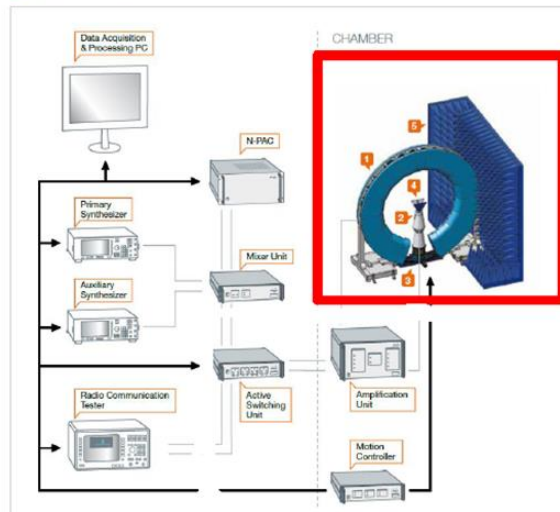 CHAMBER
Data Acquisition
& Processing PC
N-PAC
Primary
Synthesizer
Mixer Unit
Auxiliary
Synthesizer
Radio Communication
Tester
Active
Switching
Unit
Amplification
Unit
Motion
Controller
1
2
3
4
5